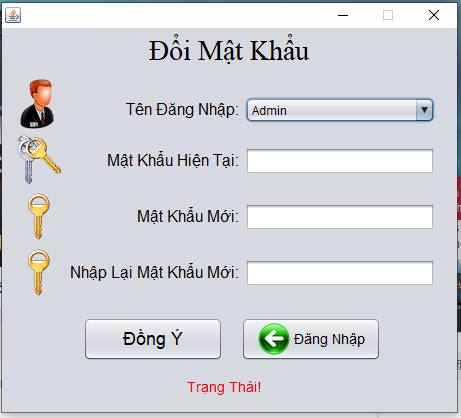 Đổi Mật Khẩu
Tên Đăng Nhập: Admin
Mật Khẩu Hiện Tại:
Mật Khẩu Mới:
Nhập Lại Mật Khẩu Mới:
Đồng Ý Đăng Nhập
Trạng Thái!